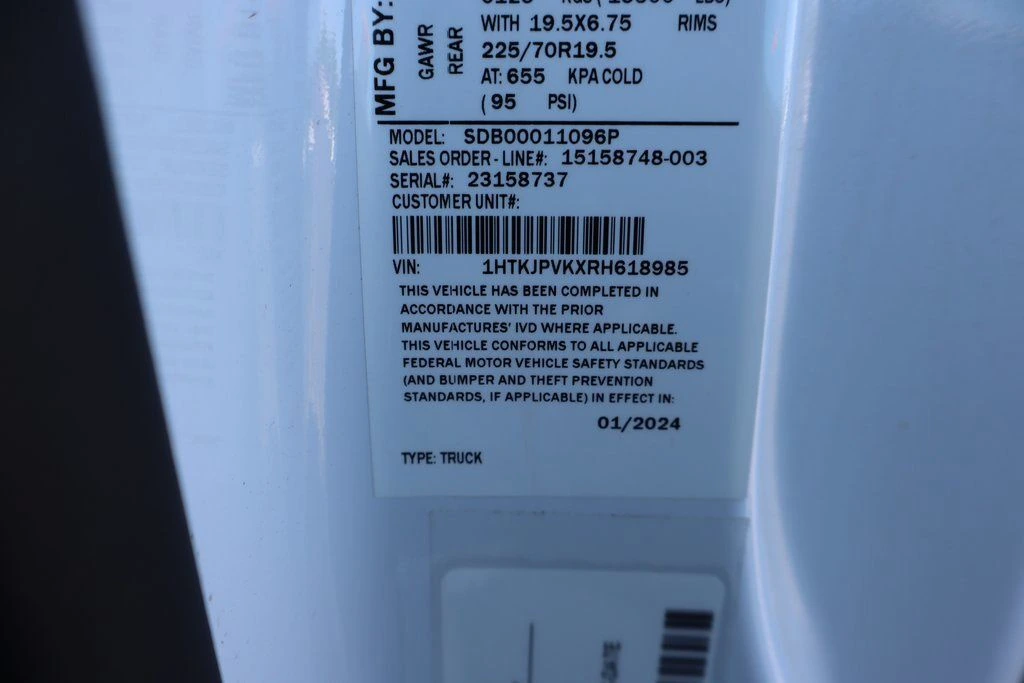 MFG BY:
GAWR
REAR
WITH 19.5X6.75 RIMS
225/70R19.5
AT: 655 KPA COLD
( 95 PSI)
MODEL: SDB00011096P
SALES ORDER - LINE#: 15158748-003
SERIAL#: 23158737
CUSTOMER UNIT#:
VIN: 1HTKJPVKXRH618985
THIS VEHICLE HAS BEEN COMPLETED IN
ACCORDANCE WITH THE PRIOR
MANUFACTURES' IVD WHERE APPLICABLE.
THIS VEHICLE CONFORMS TO ALL APPLICABLE
FEDERAL MOTOR VEHICLE SAFETY STANDARDS
(AND BUMPER AND THEFT PREVENTION
STANDARDS, IF APPLICABLE) IN EFFECT IN:
01/2024
TYPE: TRUCK